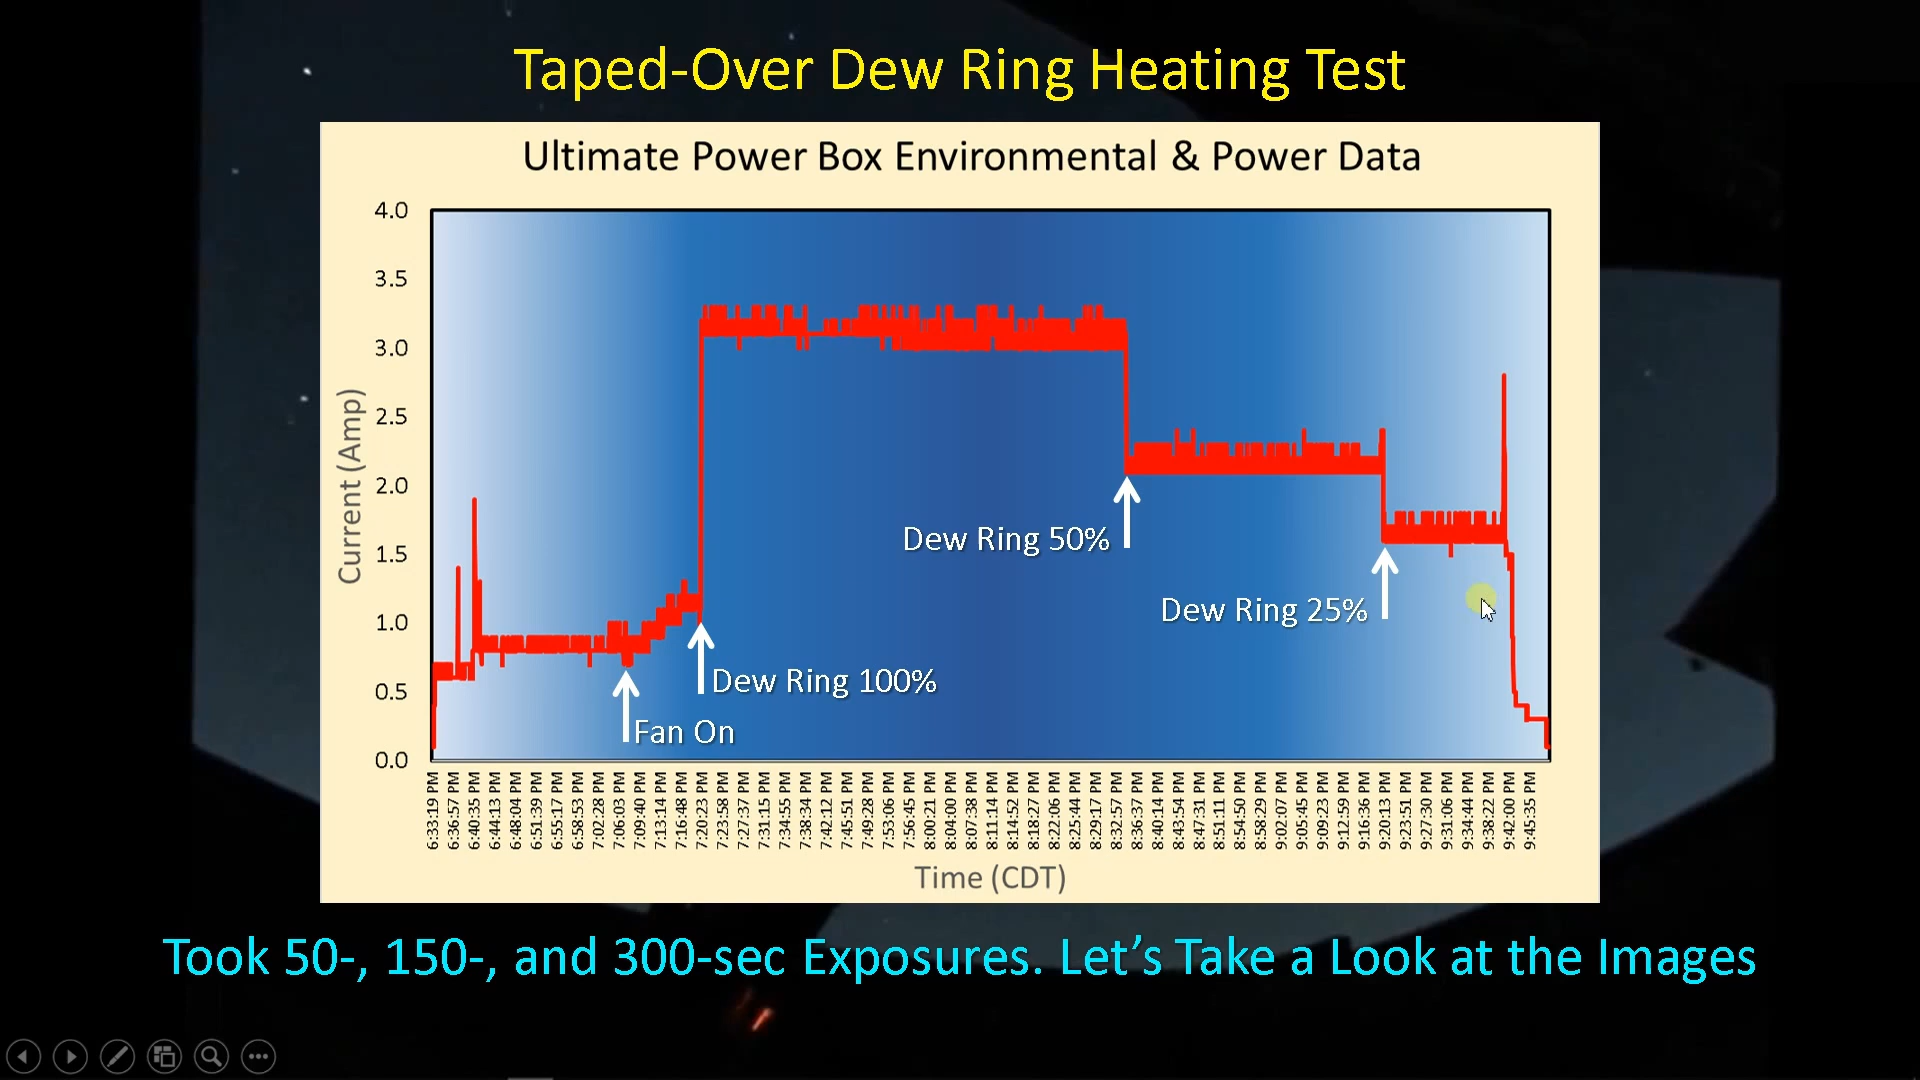 Taped-Over Dew Ring Heating Test
Ultimate Power Box Environmental & Power Data
4.0
3.5
3.0
2.5
2.0
1.5
1.0
0.5
0.0
Current (Amp)
Dew Ring 50%
Dew Ring 25%
Dew Ring 100%
Fan On
6:33:19 PM
6:36:57 PM
6:40:35 PM
6:44:13 PM
6:48:04 PM
6:51:39 PM
6:55:17 PM
6:58:53 PM
7:02:28 PM
7:06:03 PM
7:09:40 PM
7:13:14 PM
7:16:48 PM
7:20:23 PM
7:23:58 PM
7:27:37 PM
7:31:15 PM
7:34:55 PM
7:38:34 PM
7:42:12 PM
7:45:51 PM
7:49:28 PM
7:53:06 PM
7:56:45 PM
8:00:21 PM
8:04:00 PM
8:07:38 PM
8:11:14 PM
8:14:52 PM
8:18:27 PM
8:22:06 PM
8:25:44 PM
8:29:17 PM
8:32:57 PM
8:36:37 PM
8:40:14 PM
8:43:54 PM
8:47:31 PM
8:51:11 PM
8:54:50 PM
8:58:29 PM
9:02:07 PM
9:05:45 PM
9:09:23 PM
9:12:59 PM
9:16:36 PM
9:20:13 PM
9:23:51 PM
9:27:30 PM
9:31:06 PM
9:34:44 PM
9:38:22 PM
9:42:00 PM
9:45:35 PM
Time (CDT)
Took 50-, 150-, and 300-sec Exposures. Let’s Take a Look at the Images